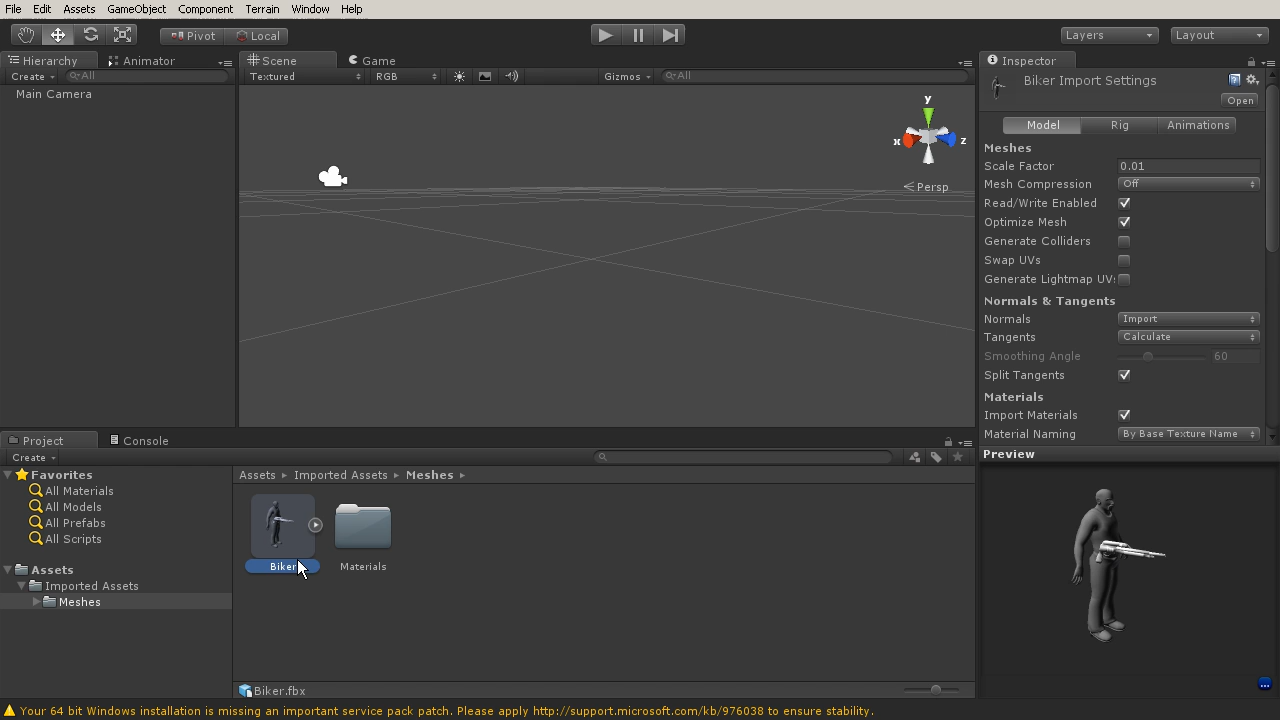 File Edit Assets GameObject Component Terrain Window Help
Pivot Local Layers Layout
Hierarchy Animator Scene Game Inspector
Create All Textured RGB Gizmos All
Main Camera
y
x
z
Persp
Biker Import Settings
Open
Model Rig Animations
Meshes
Scale Factor 0.01
Mesh Compression Off
Read/Write Enabled
Optimize Mesh
Generate Colliders
Swap UVs
Generate Lightmap UVs
Normals & Tangents
Normals Import
Tangents Calculate
Smoothing Angle 60
Split Tangents
Materials
Import Materials
Material Naming By Base Texture Name
Preview
Project Console
Create
Favorites
All Materials
All Models
All Prefabs
All Scripts
Assets
Imported Assets
Meshes
Assets Imported Assets Meshes
Biker Materials
Biker.fbx
Your 64 bit Windows installation is missing an important service pack patch. Please apply http://support.microsoft.com/kb/976038 to ensure stability.